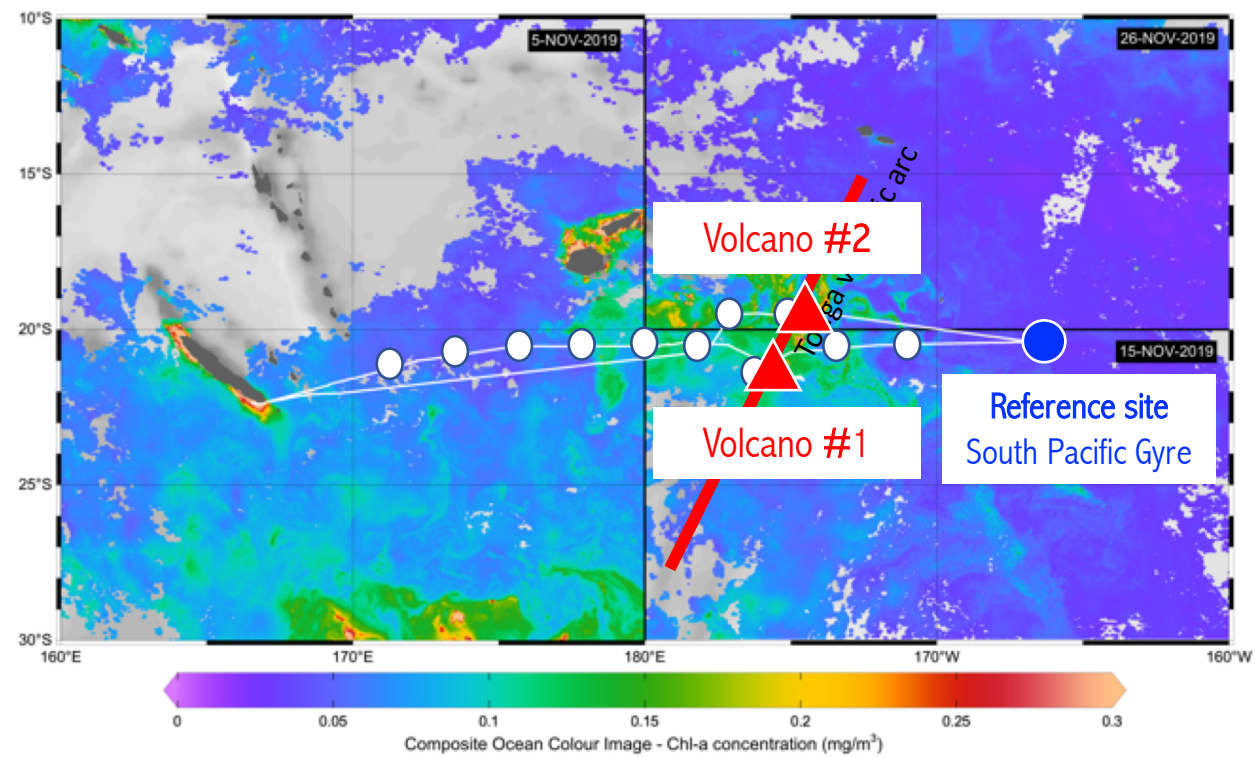 10°S
5-NOV-2019
26-NOV-2019
15°S
Volcano #2
20°S
15-NOV-2019
Reference site
South Pacific Gyre
Volcano #1
25°S
30°S
160°E 170°E 180°E 170°W 160°W
0 0.05 0.1 0.15 0.2 0.25 0.3
Composite Ocean Colour Image - Chl-a concentration (mg/m³)